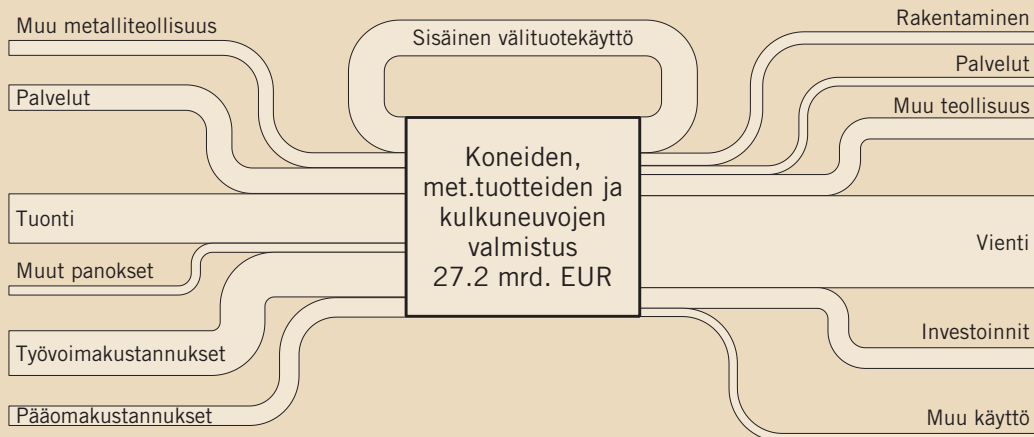 Muu metalliteollisuus
Palvelut
Tuonti
Muut panokset
Työvoimakustannukset
Pääomakustannukset
Sisäinen välituotekäyttö
Koneiden,
met.tuotteiden ja
kulkuneuvojen
valmistus
27.2 mrd. EUR
Rakentaminen
Palvelut
Muu teollisuus
Vienti
Investoinnit
Muu käyttö